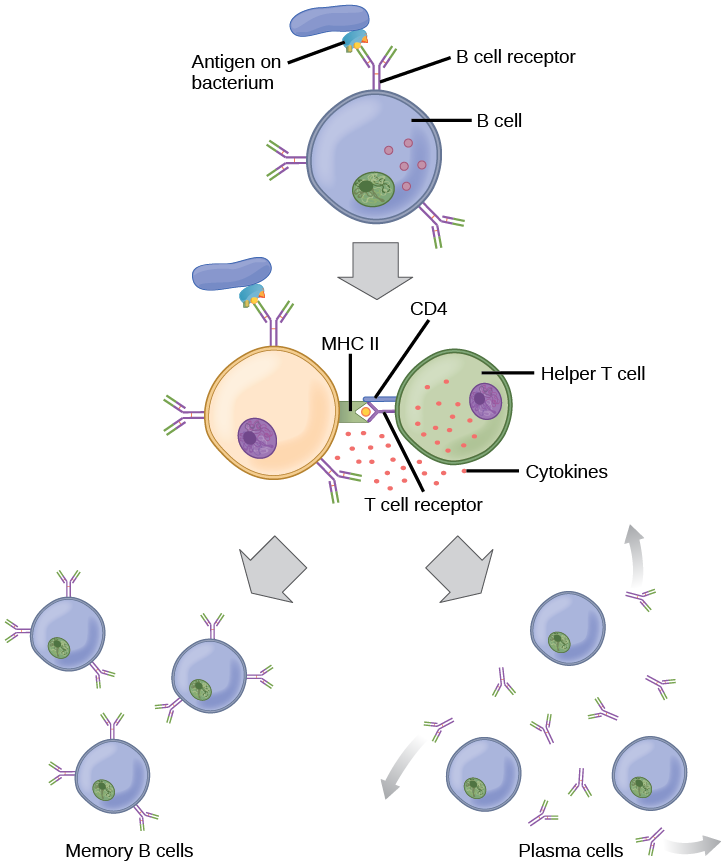 Antigen on
bacterium
B cell receptor
B cell
CD4
MHC II
Helper T cell
Cytokines
T cell receptor
Memory B cells
Plasma cells